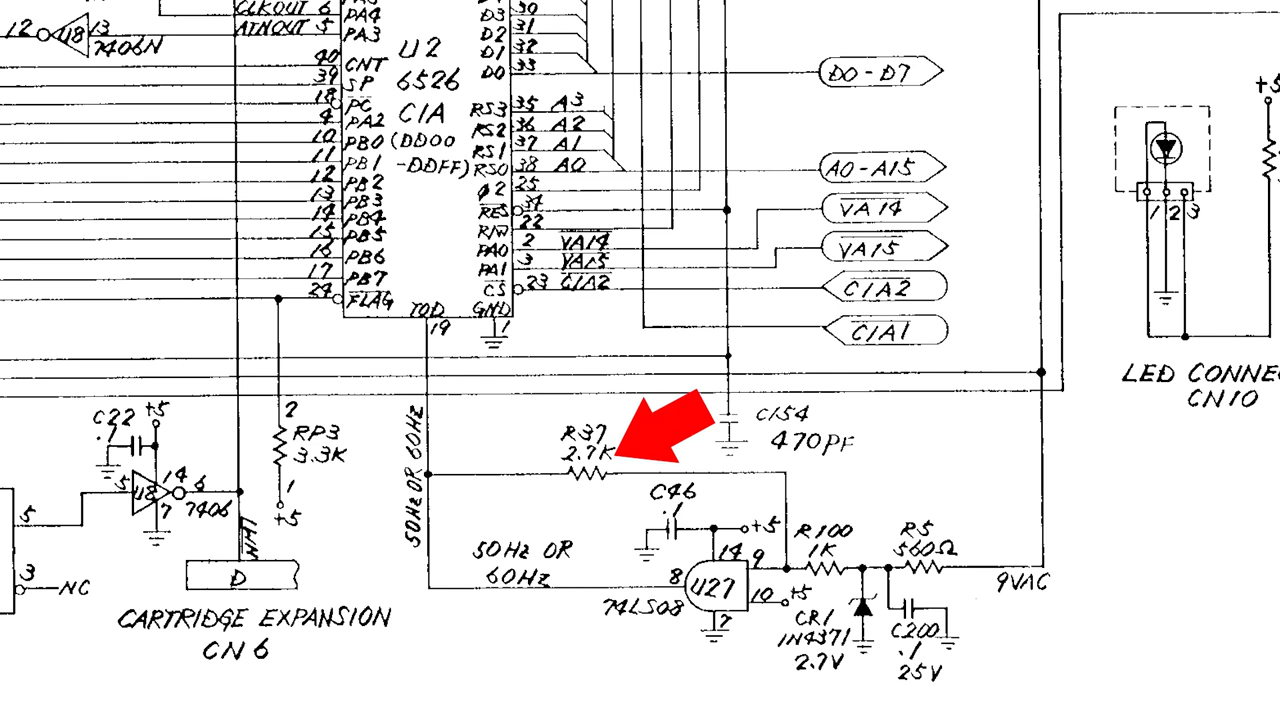 CLKOUT 6 PA4
ATNOUT 5 PA3
12 U8 13
7406N
U2
6526
CIA
(DD00
-DDFF)
40 CNT
39 SP
18 PC
4 PA2
10 PB0
11 PB1
12 PB2
13 PB3
14 PB4
15 PB5
16 PB6
17 PB7
24 FLAG
TOD
19
GND
1
D3 30
D2 31
D1 32
D0 33
RS3 35 A3
RS2 36 A2
RS1 37 A1
RS0 38 A0
Φ2 25
RES 34
R/W 22
PA0 2 VA14
PA1 3 VA15
CS 23 CIA2
D0-D7
A0-A15
VA14
VA15
CIA2
CIA1
+5
1 2 3
LED CONNE
CN10
C22
.1
+5
5 U8 14 6
7 7406
2
RP3
3.3K
1
+5
NMI
D
5
3 NC
CARTRIDGE EXPANSION
CN6
50HZ OR 60HZ
R37
2.7K
C154
470PF
C46
.1
+5
14 9
50HZ OR
60HZ
8 U27 10 +5
74LS08
7
R100
1K
R5
560Ω
9VAC
CR1
1N4371
2.7V
C200
.1
25V